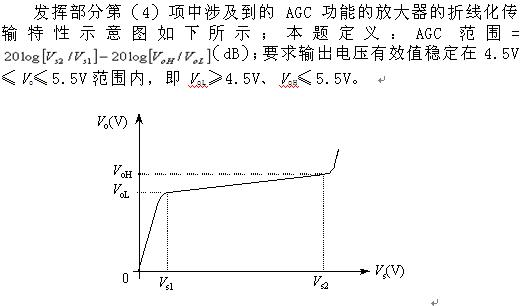 发挥部分第（4）项中涉及到的 AGC 功能的放大器的折线化传
输特性示意图如下所示；本题定义：AGC 范围=
20log[Vs2/Vs1]−20log[VoH/VoL](dB)；要求输出电压有效值稳定在 4.5V
≤Vo≤5.5V 范围内，即 VoL≥4.5V、VoH≤5.5V。
Vo(V)
VoH
VoL
0
Vs1
Vs2
Vs(V)